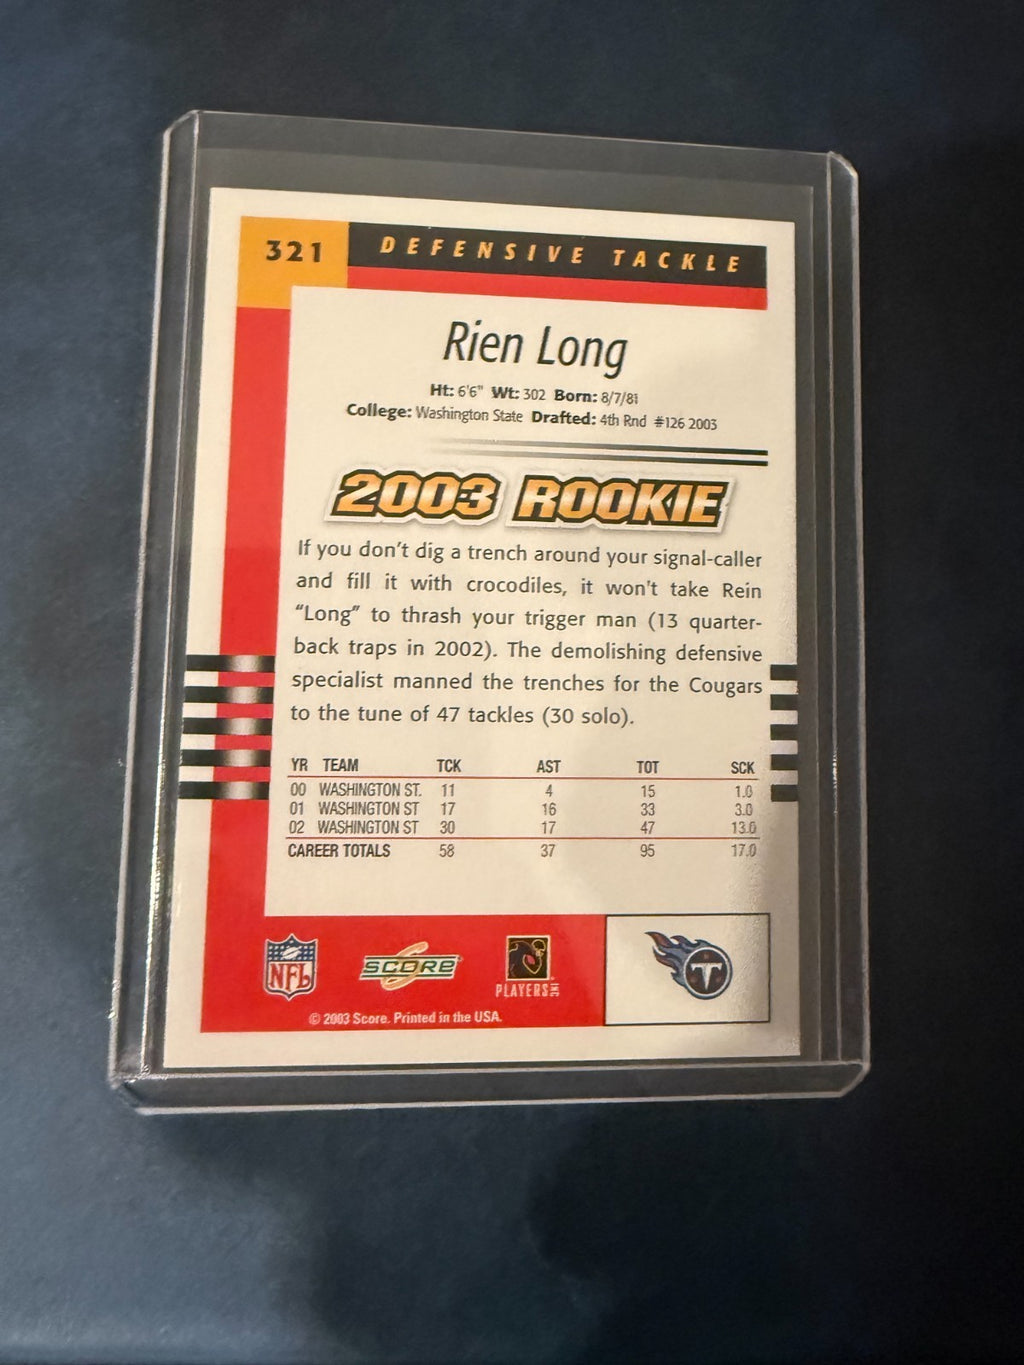 321 DEFENSIVE TACKLE
Rien Long
Ht: 6'6" Wt: 302 Born: 8/7/81
College: Washington State Drafted: 4th Rnd #126 2003
2003 ROOKIE
If you don't dig a trench around your signal-caller
and fill it with crocodiles, it won't take Rein
"Long" to thrash your trigger man (13 quarter-
back traps in 2002). The demolishing defensive
specialist manned the trenches for the Cougars
to the tune of 47 tackles (30 solo).
YR TEAM TCK AST TOT SCK
00 WASHINGTON ST. 11 4 15 1.0
01 WASHINGTON ST 17 16 33 3.0
02 WASHINGTON ST 30 17 47 13.0
CAREER TOTALS 58 37 95 17.0
NFL SCORE PLAYERS INC T
© 2003 Score. Printed in the USA.